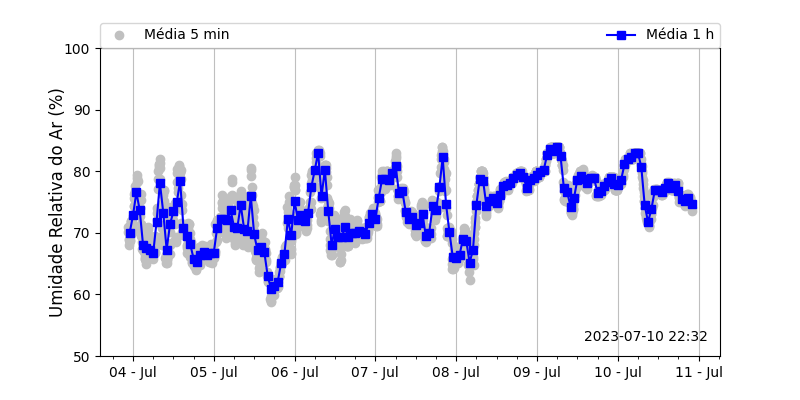 Média 5 min
Média 1 h
Umidade Relativa do Ar (%)
100
90
80
70
60
50
2023-07-10 22:32
04 - Jul
05 - Jul
06 - Jul
07 - Jul
08 - Jul
09 - Jul
10 - Jul
11 - Jul